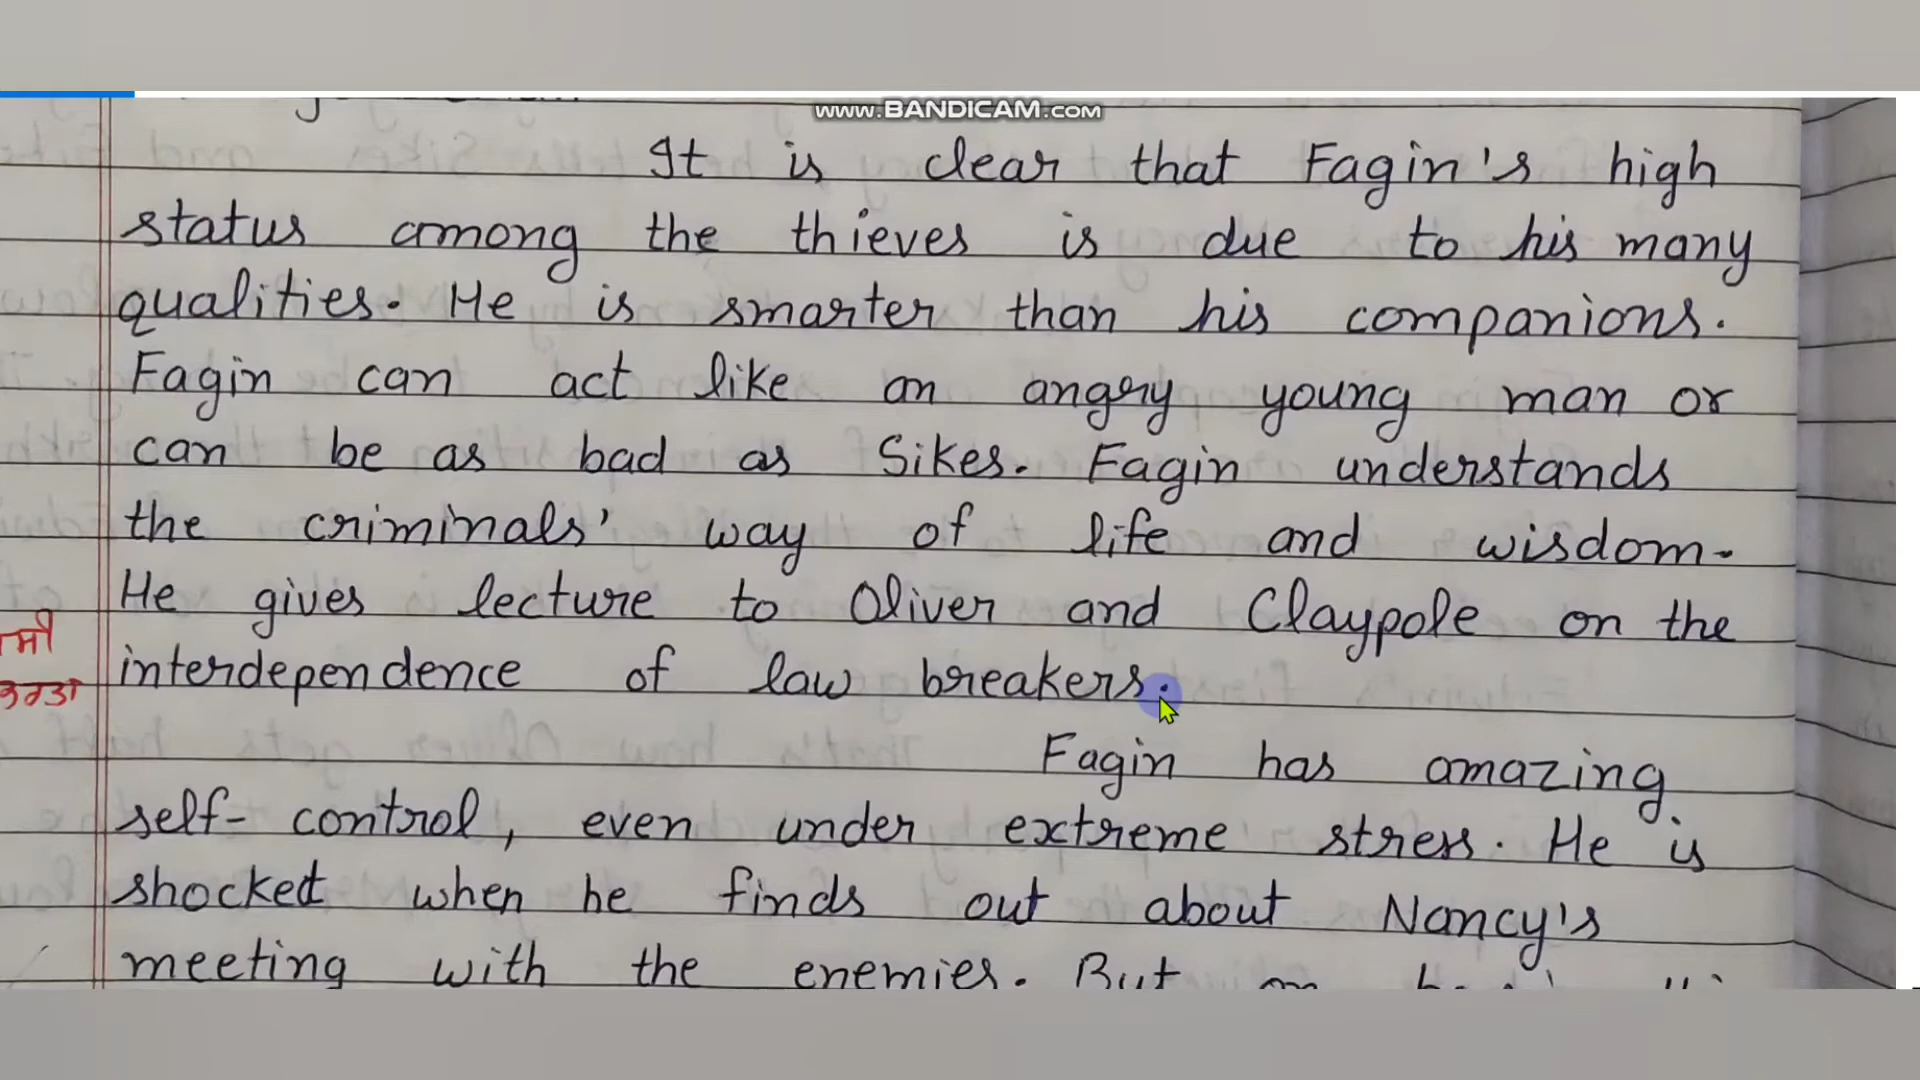 www.BANDICAM.com
It is clear that Fagin's high
status among the thieves is due to his many
qualities. He is smarter than his companions.
Fagin can act like an angry young man or
can be as bad as Sikes. Fagin understands
the criminals' way of life and wisdom.
He gives lecture to Oliver and Claypole on the
interdependence of law breakers.
Fagin has amazing
self-control, even under extreme stress. He is
shocked when he finds out about Nancy's
meeting with the enemies. But on